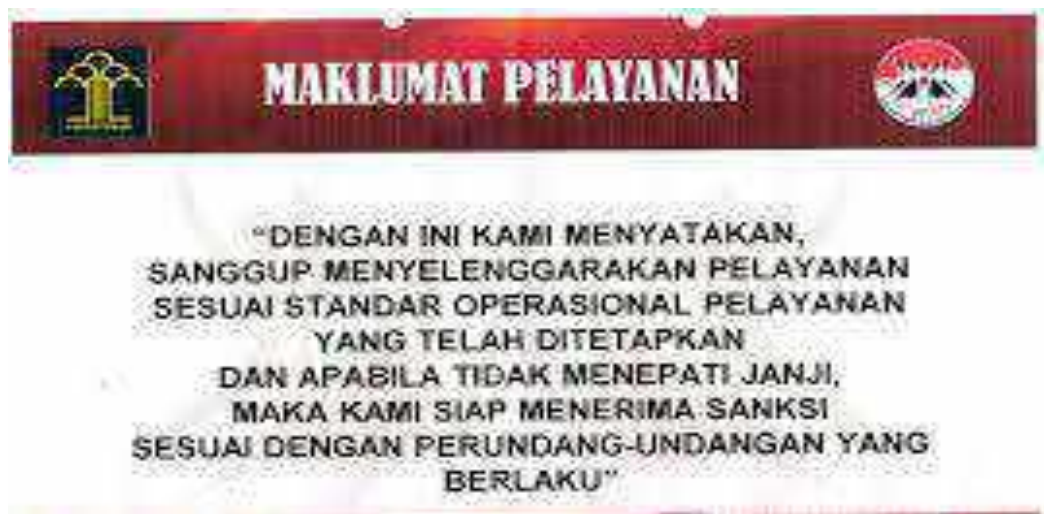 MAKLUMAT PELAYANAN
"DENGAN INI KAMI MENYATAKAN,
SANGGUP MENYELENGGARAKAN PELAYANAN
SESUAI STANDAR OPERASIONAL PELAYANAN
YANG TELAH DITETAPKAN
DAN APABILA TIDAK MENEPATI JANJI,
MAKA KAMI SIAP MENERIMA SANKSI
SESUAI DENGAN PERUNDANG-UNDANGAN YANG
BERLAKU"